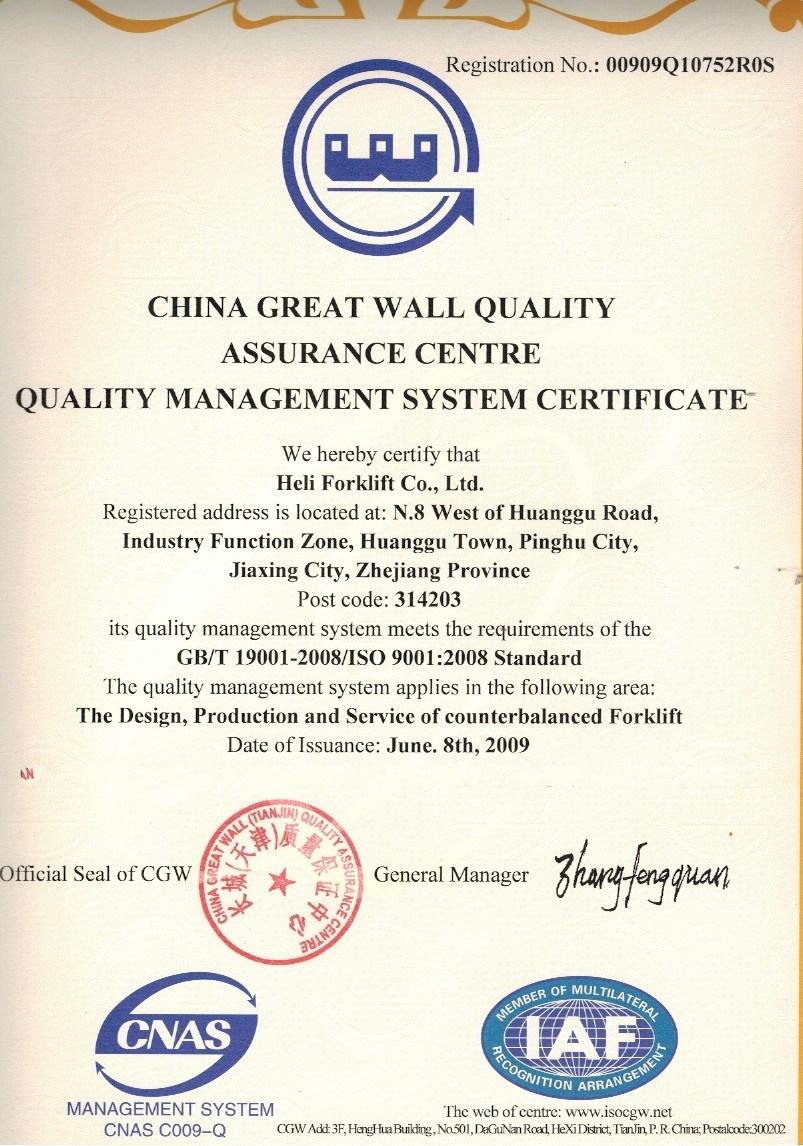 Registration No.: 00909Q10752R0S
CHINA GREAT WALL QUALITY
ASSURANCE CENTRE
QUALITY MANAGEMENT SYSTEM CERTIFICATE
We hereby certify that
Heli Forklift Co., Ltd.
Registered address is located at: N.8 West of Huanggu Road,
Industry Function Zone, Huanggu Town, Pinghu City,
Jiaxing City, Zhejiang Province
Post code: 314203
its quality management system meets the requirements of the
GB/T 19001-2008/ISO 9001:2008 Standard
The quality management system applies in the following area:
The Design, Production and Service of counterbalanced Forklift
Date of Issuance: June. 8th, 2009
Official Seal of CGW
CHINA GREAT WALL (TIANJIN) QUALITY ASSURANCE CENTRE
长城(天津)质量保证中心
General Manager
Zhangfengquan
CNAS
MANAGEMENT SYSTEM
CNAS C009-Q
MEMBER OF MULTILATERAL
IAF
RECOGNITION ARRANGEMENT
The web of centre: www.isocgw.net
CGW Add: 3F, HengHua Building, No.501, DaGuNan Road, HeXi District, TianJin, P. R. China; Postalcode:300202